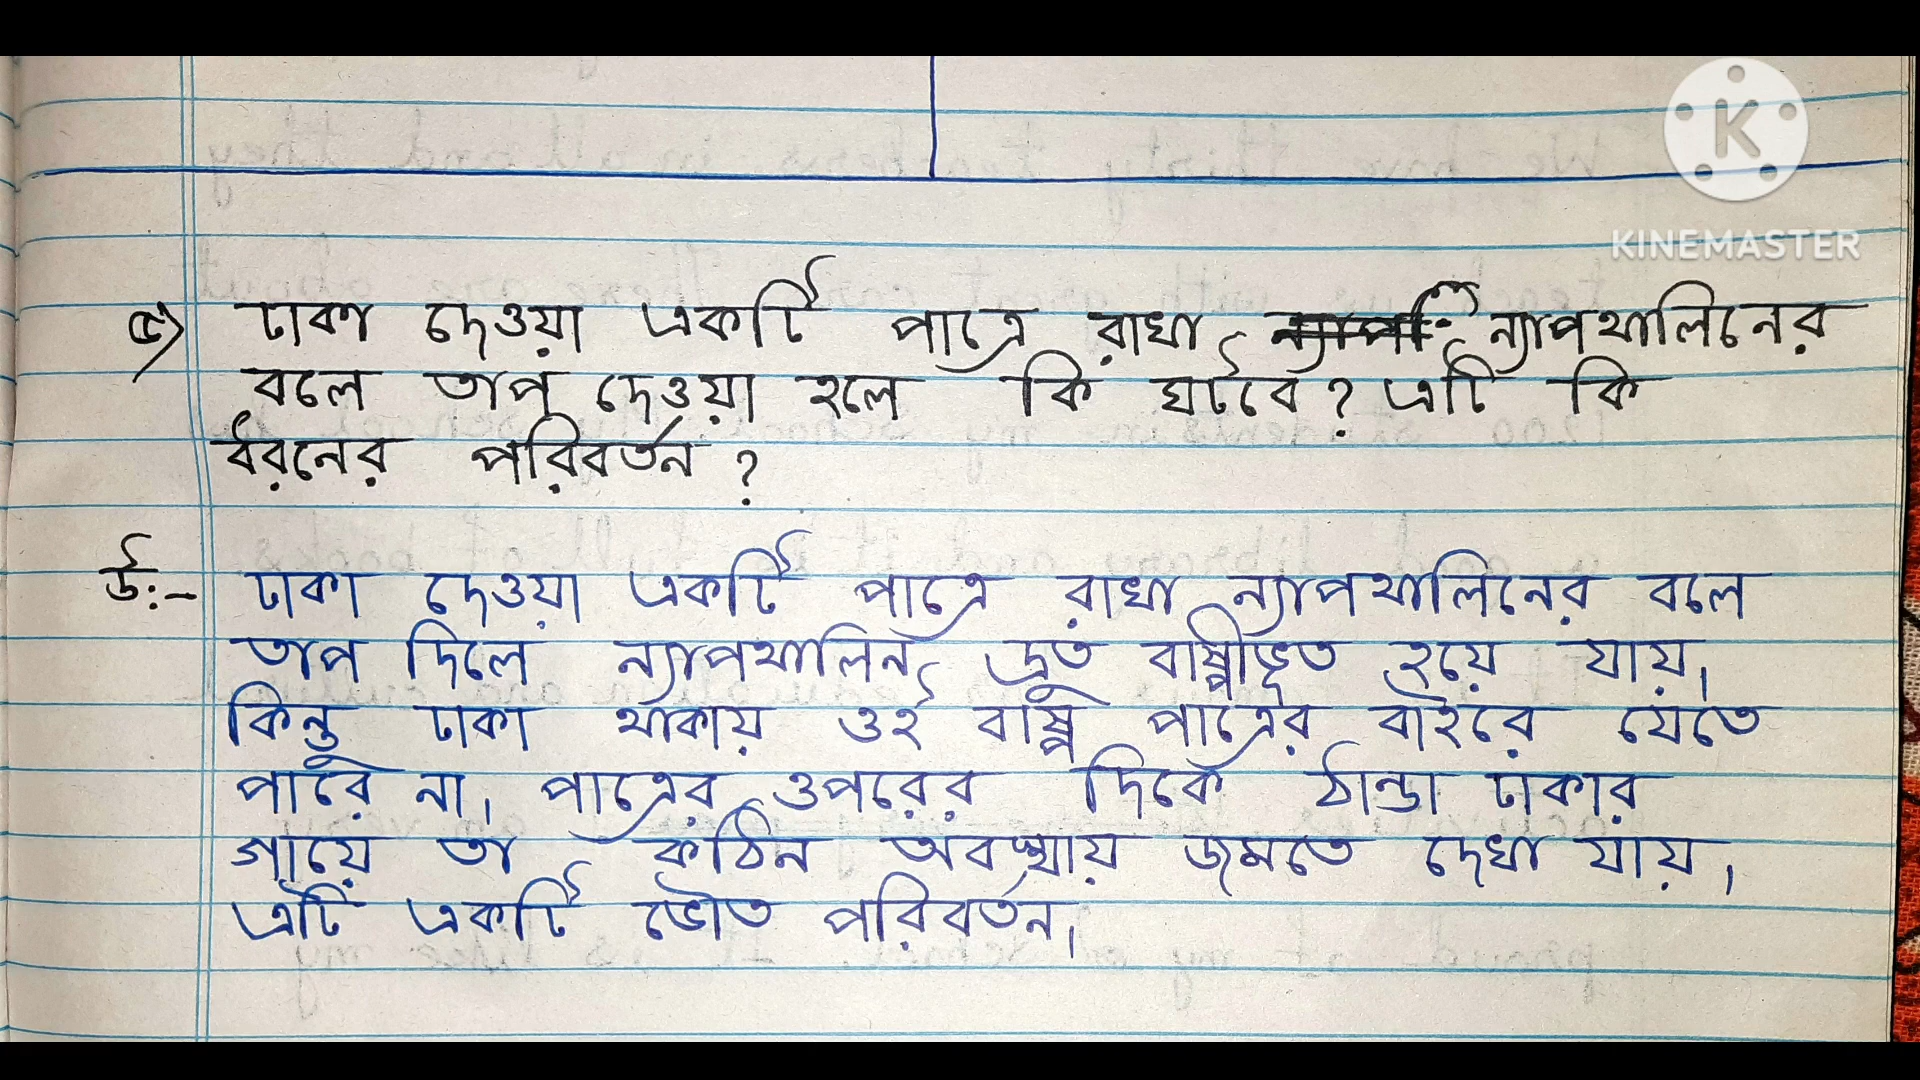 KINEMASTER
৫) ঢাকা দেওয়া একটি পাত্রে রাখা ন্যাপথালিনের
বলে তাপ দেওয়া হলে কি ঘটবে? এটি কি
ধরনের পরিবর্তন?
উ:- ঢাকা দেওয়া একটি পাত্রে রাখা ন্যাপথালিনের বলে
তাপ দিলে ন্যাপথালিন দ্রুত বাষ্পীভূত হয়ে যায়।
কিন্তু ঢাকা থাকায় ওই বাষ্প পাত্রের বাইরে যেতে
পারে না। পাত্রের ওপরের দিকে ঠান্ডা ঢাকার
গায়ে তা কঠিন অবস্থায় জমতে দেখা যায়।
এটি একটি ভৌত পরিবর্তন।